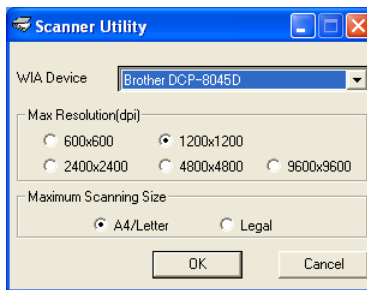 Scanner Utility
WIA Device Brother DCP-8045D
Max Resolution(dpi)
600x600 1200x1200
2400x2400 4800x4800 9600x9600
Maximum Scanning Size
A4/Letter Legal
OK Cancel